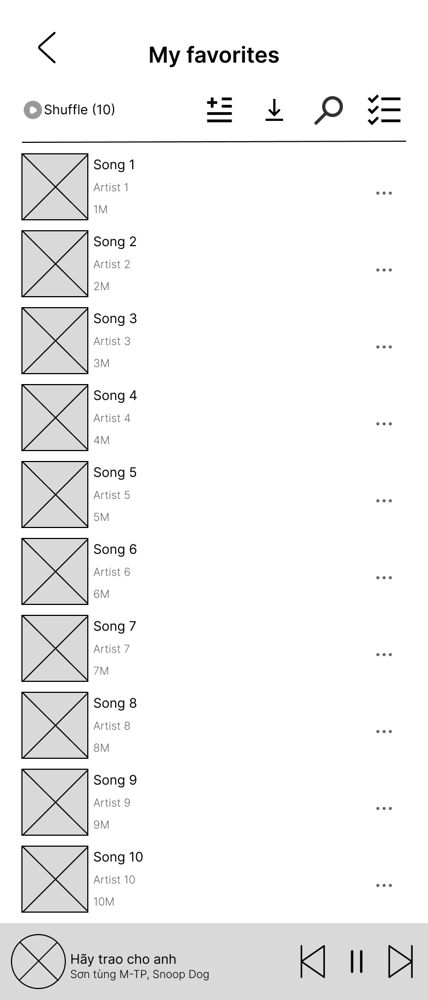 My favorites
Shuffle (10)
Song 1
Artist 1
1M
Song 2
Artist 2
2M
Song 3
Artist 3
3M
Song 4
Artist 4
4M
Song 5
Artist 5
5M
Song 6
Artist 6
6M
Song 7
Artist 7
7M
Song 8
Artist 8
8M
Song 9
Artist 9
9M
Song 10
Artist 10
10M
Hãy trao cho anh
Sơn tùng M-TP, Snoop Dog